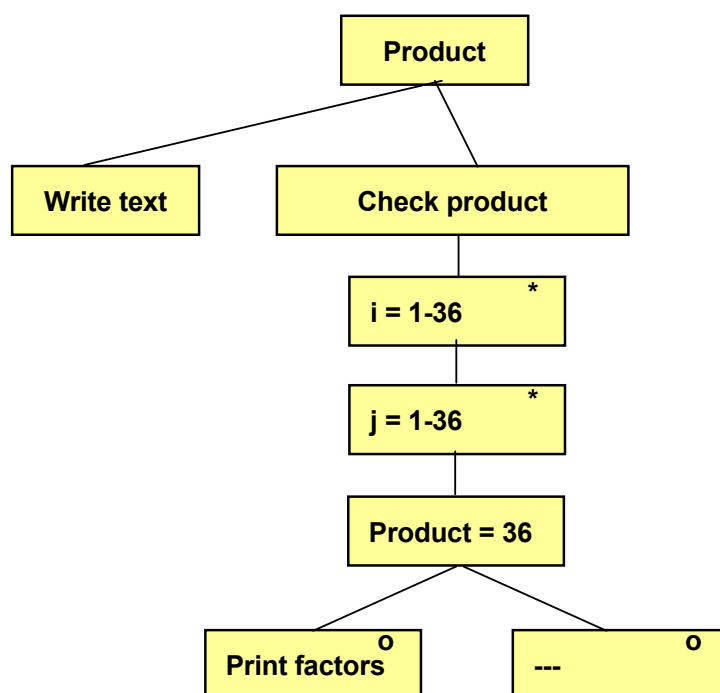 Product
Write text
Check product
i = 1-36 *
j = 1-36 *
Product = 36
Print factors o
--- o